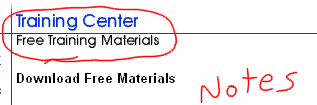 Training Center
Free Training Materials
Download Free Materials
Notes